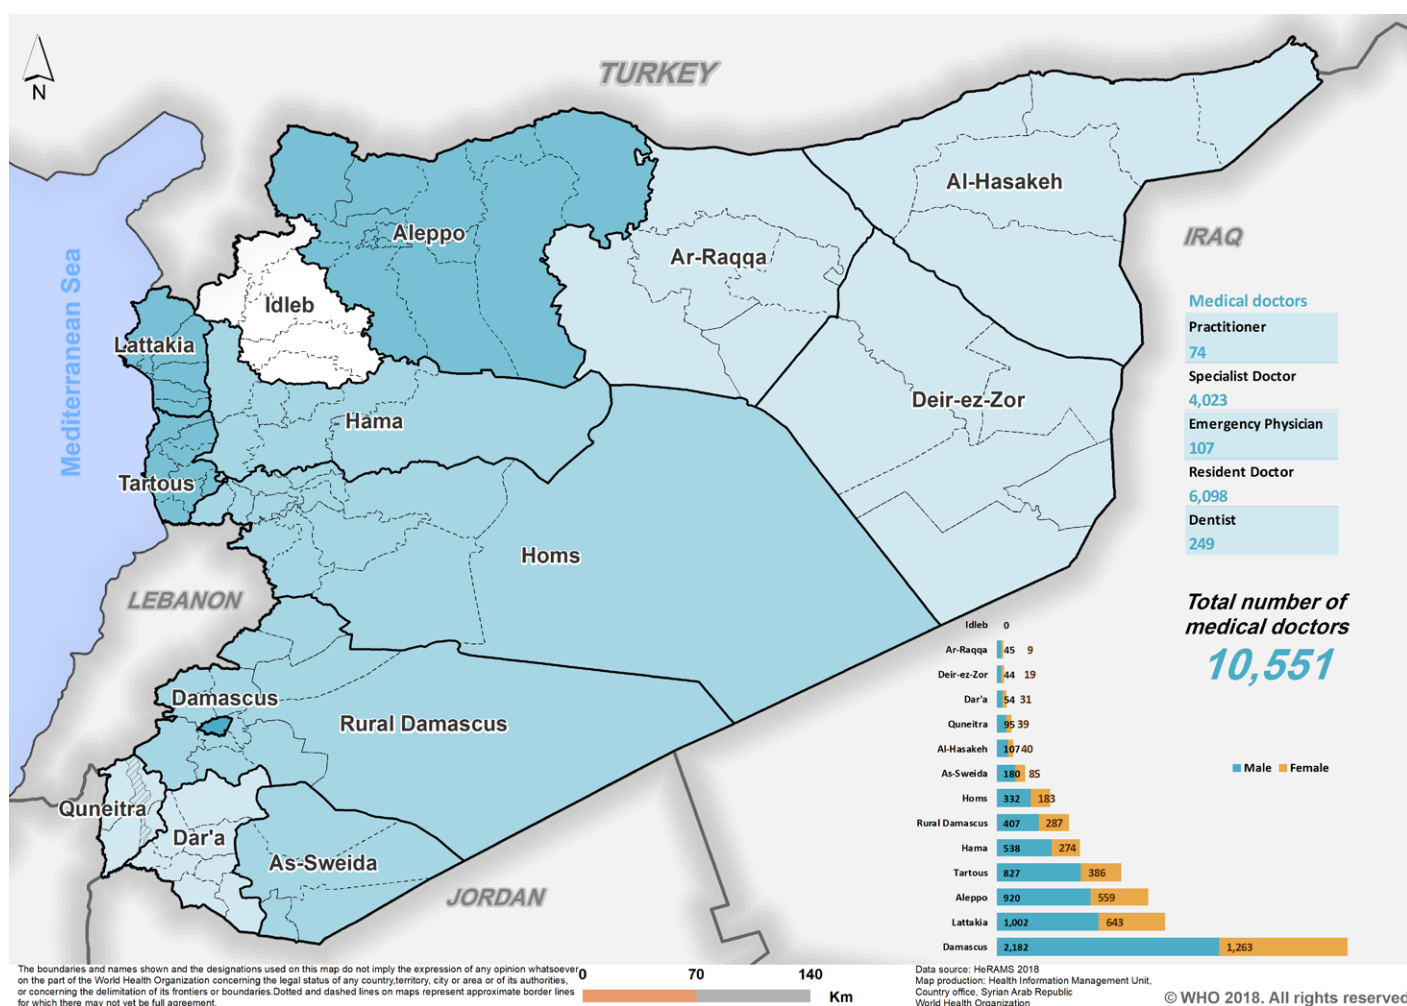 N
TURKEY
Al-Hasakeh
Aleppo
IRAQ
Ar-Raqqa
Mediterranean Sea
Idleb
Lattakia
Deir-ez-Zor
Hama
Tartous
Homs
LEBANON
Damascus
Rural Damascus
Quneitra
Dar'a
As-Sweida
JORDAN
Medical doctors
Practitioner
74
Specialist Doctor
4,023
Emergency Physician
107
Resident Doctor
6,098
Dentist
249
Total number of
medical doctors
10,551
Idleb 0
Ar-Raqqa 45 9
Deir-ez-Zor 44 19
Dar'a 54 31
Quneitra 95 39
Al-Hasakeh 107 40
As-Sweida 180 85
Homs 332 183
Rural Damascus 407 287
Hama 538 274
Tartous 827 386
Aleppo 920 559
Lattakia 1,002 643
Damascus 2,182 1,263
Male Female
The boundaries and names shown and the designations used on this map do not imply the expression of any opinion whatsoever
on the part of the World Health Organization concerning the legal status of any country,territory, city or area or of its authorities,
or concerning the delimitation of its frontiers or boundaries.Dotted and dashed lines on maps represent approximate border lines
for which there may not yet be full agreement.
0 70 140
Km
Data source: HeRAMS 2018
Map production: Health Information Management Unit,
Country office, Syrian Arab Republic
World Health Organization
© WHO 2018. All rights reserved